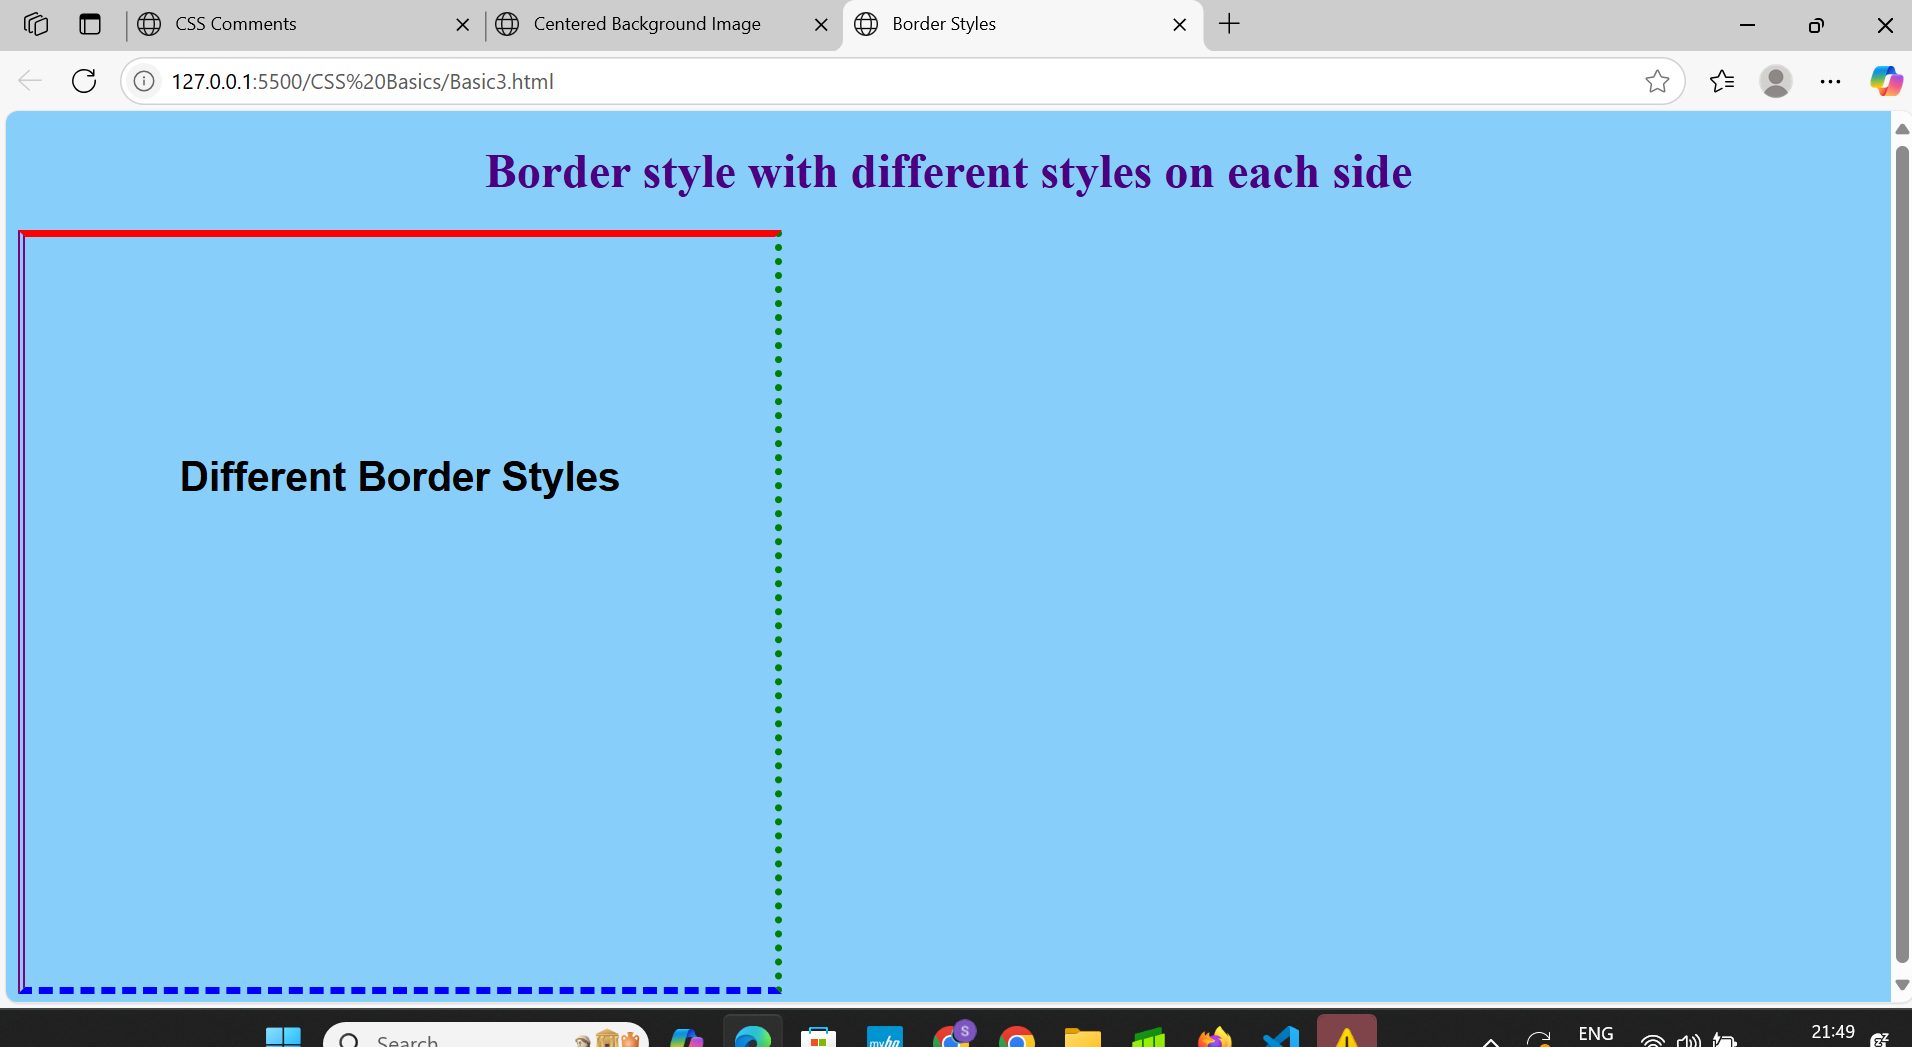 CSS Comments
Centered Background Image
Border Styles
127.0.0.1:5500/CSS%20Basics/Basic3.html
Border style with different styles on each side
Different Border Styles
Search
myhp
S
ENG
21:49